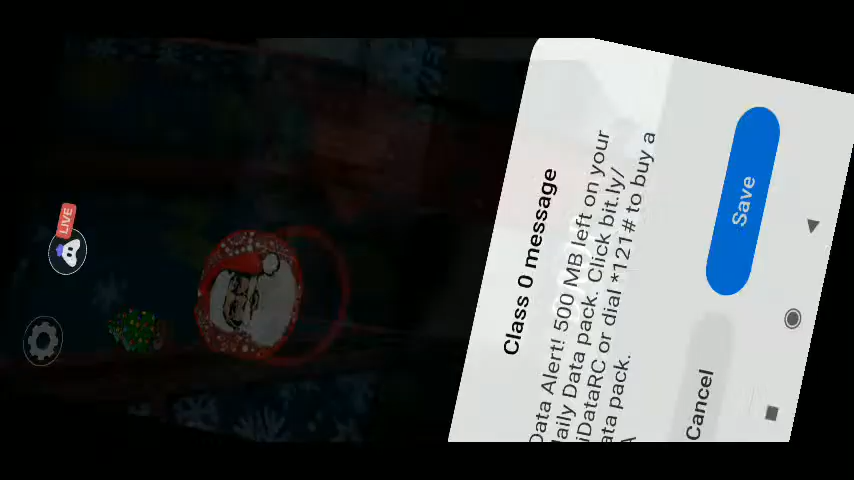 LIVE
Class 0 message
Data Alert! 500 MB left on your
daily Data pack. Click bit.ly/
iDataRC or dial *121# to buy a
data pack.
Cancel
Save